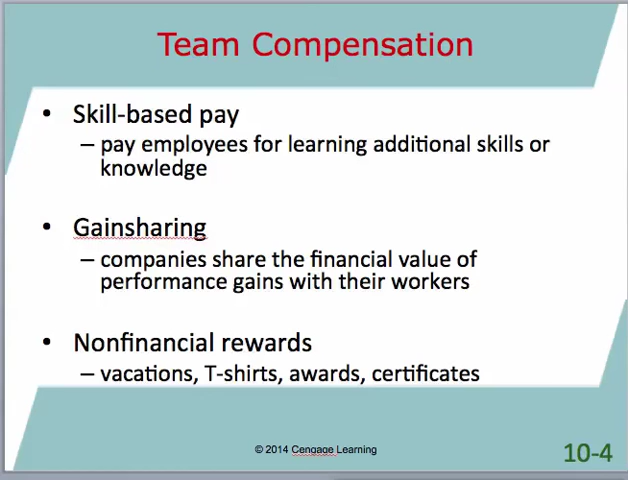 Team Compensation
• Skill-based pay
– pay employees for learning additional skills or
knowledge
• Gainsharing
– companies share the financial value of
performance gains with their workers
• Nonfinancial rewards
– vacations, T-shirts, awards, certificates
© 2014 Cengage Learning
10-4